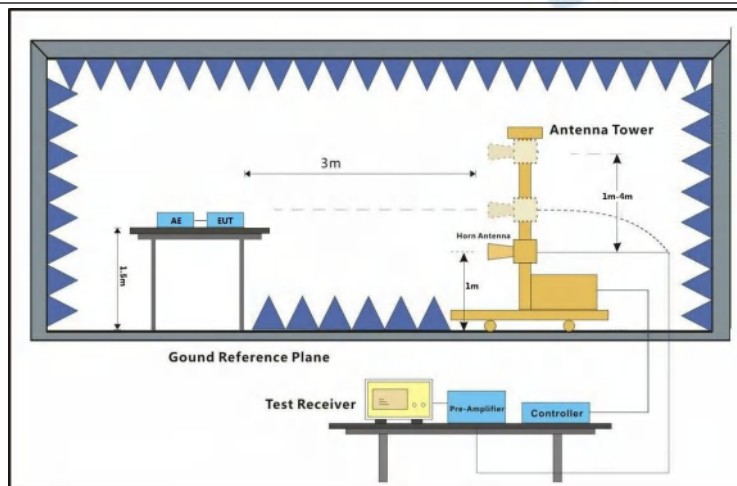 Antenna Tower
3m
1m-4m
AE
EUT
Horn Antenna
1.5m
1m
Gound Reference Plane
Test Receiver
Pre-Amplifier
Controller